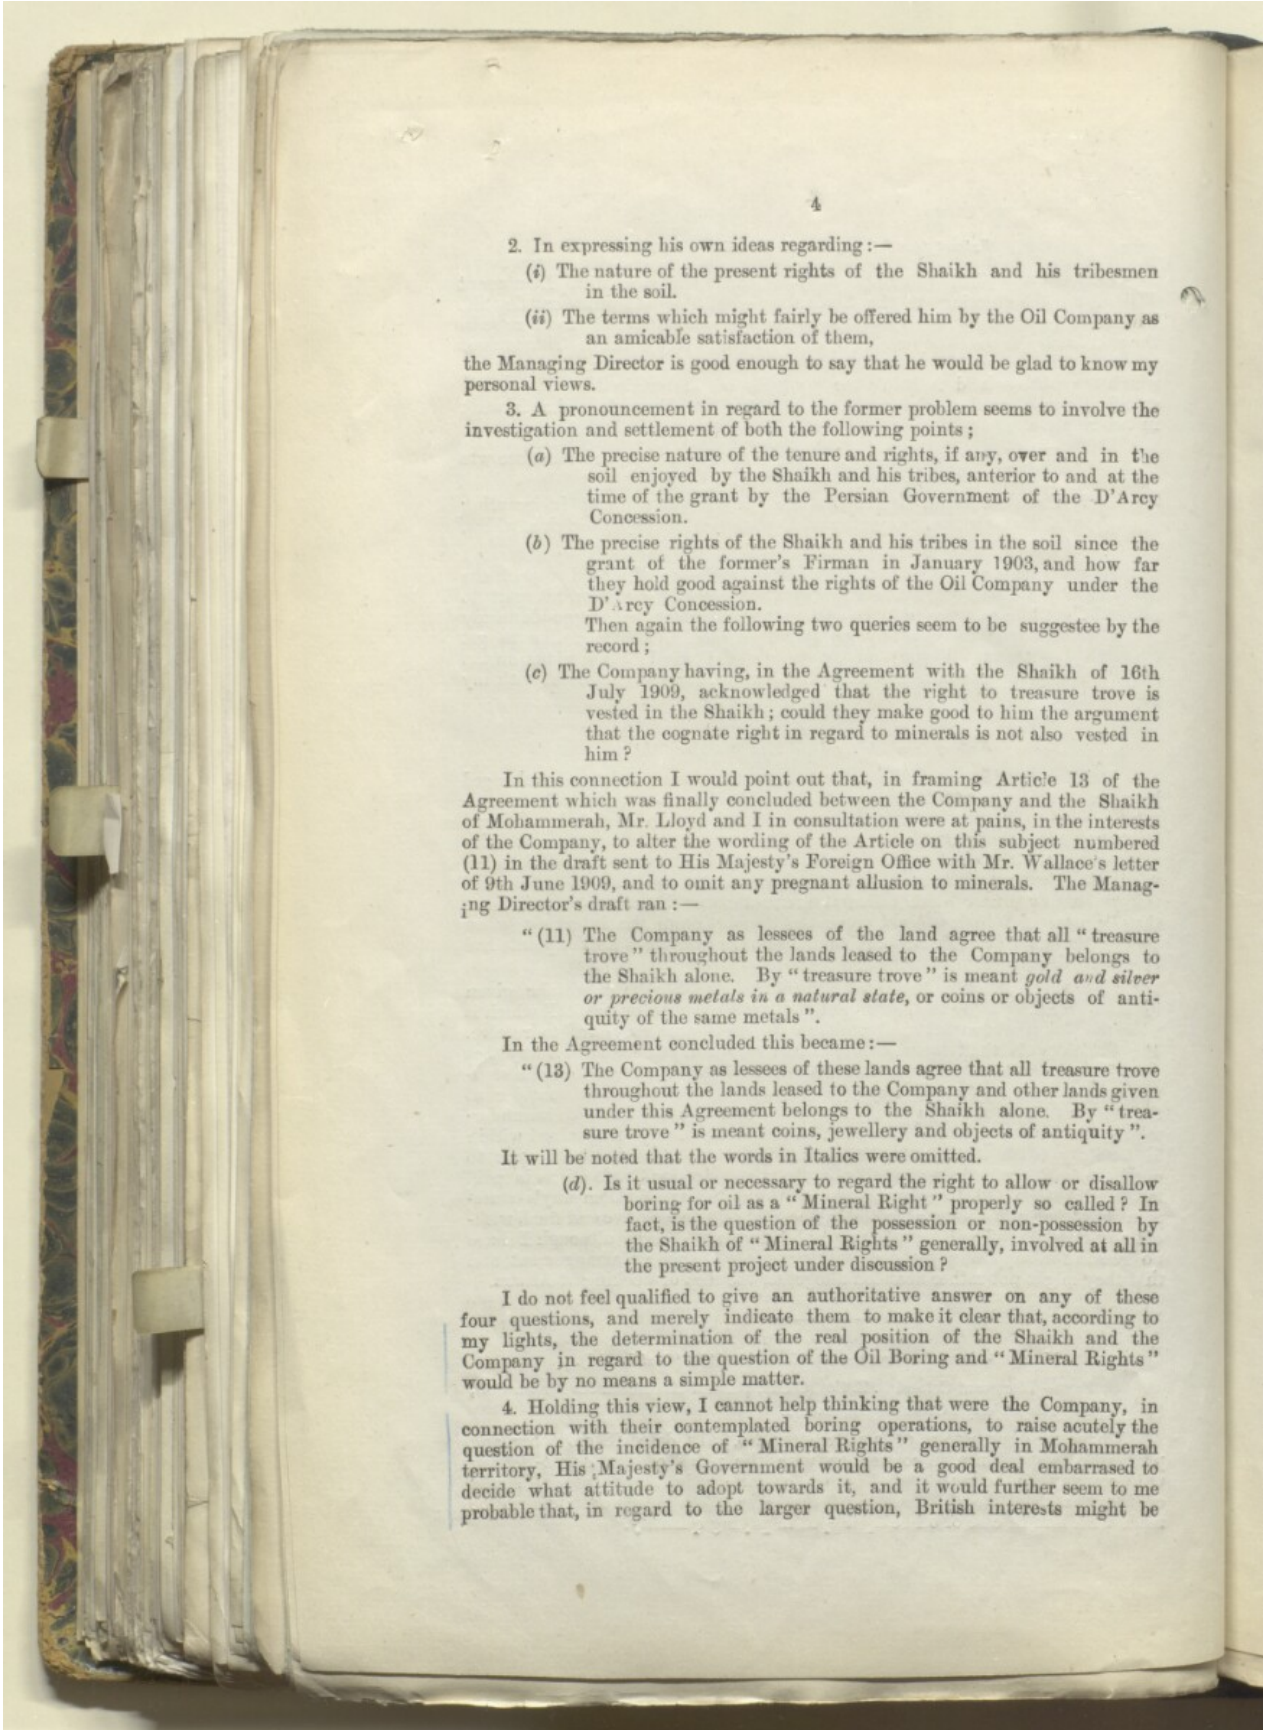 4
2. In expressing his own ideas regarding :—
(i) The nature of the present rights of the Shaikh and his tribesmen
in the soil.
(ii) The terms which might fairly be offered him by the Oil Company as
an amicable satisfaction of them,
the Managing Director is good enough to say that he would be glad to know my
personal views.
3. A pronouncement in regard to the former problem seems to involve the
investigation and settlement of both the following points ;
(a) The precise nature of the tenure and rights, if any, over and in the
soil enjoyed by the Shaikh and his tribes, anterior to and at the
time of the grant by the Persian Government of the D'Arcy
Concession.
(b) The precise rights of the Shaikh and his tribes in the soil since the
grant of the former's Firman in January 1903, and how far
they hold good against the rights of the Oil Company under the
D'Arcy Concession.
Then again the following two queries seem to be suggestee by the
record ;
(c) The Company having, in the Agreement with the Shaikh of 16th
July 1909, acknowledged that the right to treasure trove is
vested in the Shaikh ; could they make good to him the argument
that the cognate right in regard to minerals is not also vested in
him ?
In this connection I would point out that, in framing Article 13 of the
Agreement which was finally concluded between the Company and the Shaikh
of Mohammerah, Mr. Lloyd and I in consultation were at pains, in the interests
of the Company, to alter the wording of the Article on this subject numbered
(11) in the draft sent to His Majesty's Foreign Office with Mr. Wallace's letter
of 9th June 1909, and to omit any pregnant allusion to minerals. The Manag-
ing Director's draft ran :—
“ (11) The Company as lessees of the land agree that all “ treasure
trove ” throughout the lands leased to the Company belongs to
the Shaikh alone. By “ treasure trove ” is meant gold and silver
or precious metals in a natural state, or coins or objects of anti-
quity of the same metals ”.
In the Agreement concluded this became :—
“ (13) The Company as lessees of these lands agree that all treasure trove
throughout the lands leased to the Company and other lands given
under this Agreement belongs to the Shaikh alone. By “ trea-
sure trove ” is meant coins, jewellery and objects of antiquity ”.
It will be noted that the words in Italics were omitted.
(d). Is it usual or necessary to regard the right to allow or disallow
boring for oil as a “ Mineral Right ” properly so called ? In
fact, is the question of the possession or non-possession by
the Shaikh of “ Mineral Rights ” generally, involved at all in
the present project under discussion ?
I do not feel qualified to give an authoritative answer on any of these
four questions, and merely indicate them to make it clear that, according to
my lights, the determination of the real position of the Shaikh and the
Company in regard to the question of the Oil Boring and “ Mineral Rights ”
would be by no means a simple matter.
4. Holding this view, I cannot help thinking that were the Company, in
connection with their contemplated boring operations, to raise acutely the
question of the incidence of “ Mineral Rights ” generally in Mohammerah
territory, His Majesty's Government would be a good deal embarrased to
decide what attitude to adopt towards it, and it would further seem to me
probable that, in regard to the larger question, British interests might be